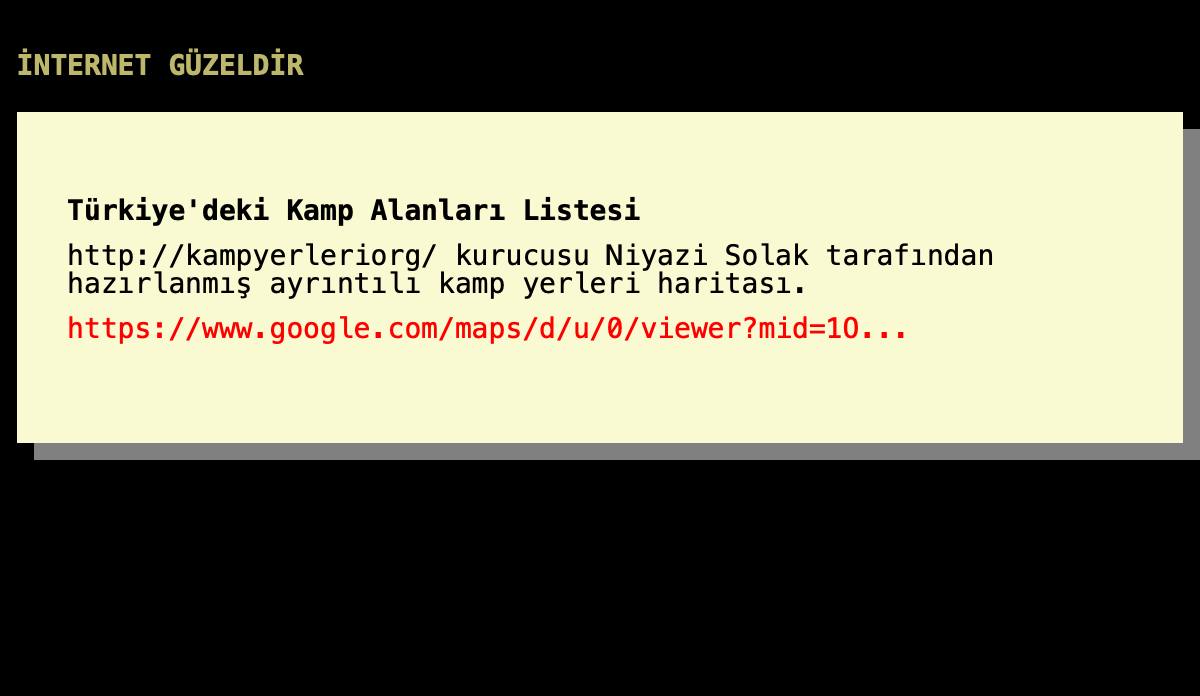 İNTERNET GÜZELDİR
Türkiye'deki Kamp Alanları Listesi
http://kampyerleriorg/ kurucusu Niyazi Solak tarafından
hazırlanmış ayrıntılı kamp yerleri haritası.
https://www.google.com/maps/d/u/0/viewer?mid=1O...